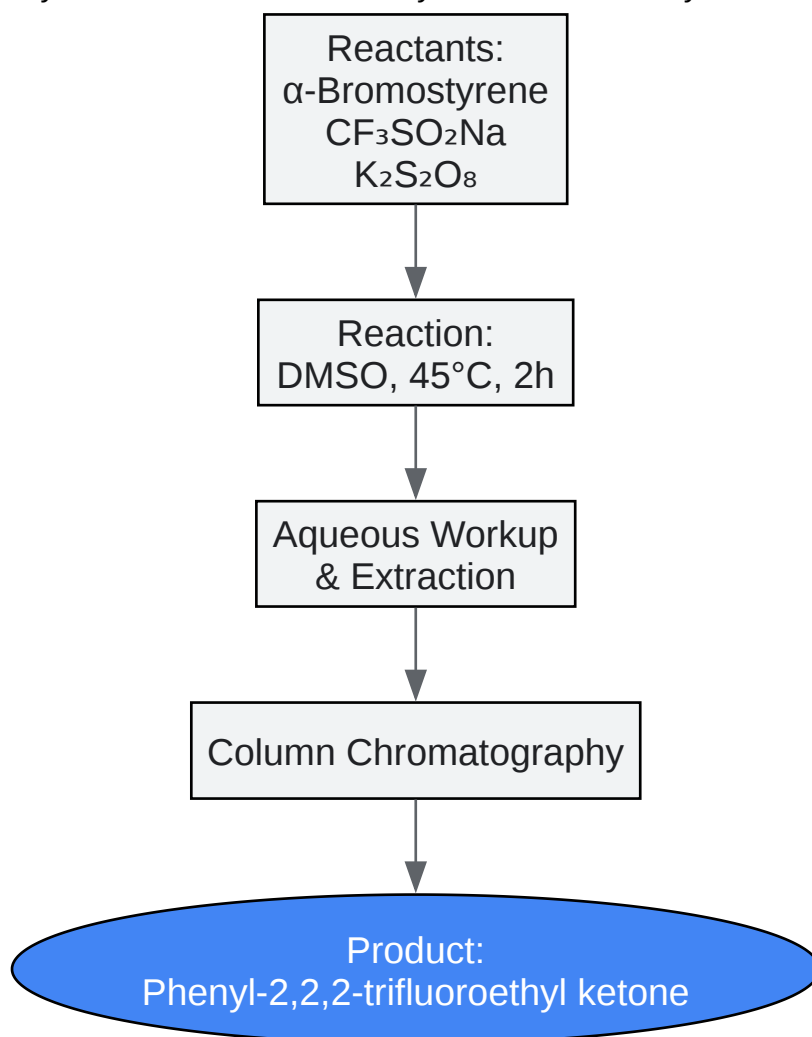 Reactants:
α-Bromostyrene
CF₃SO₂Na
K₂S₂O₈
Reaction:
DMSO, 45°C, 2h
Aqueous Workup
& Extraction
Column Chromatography
Product:
Phenyl-2,2,2-trifluoroethyl ketone